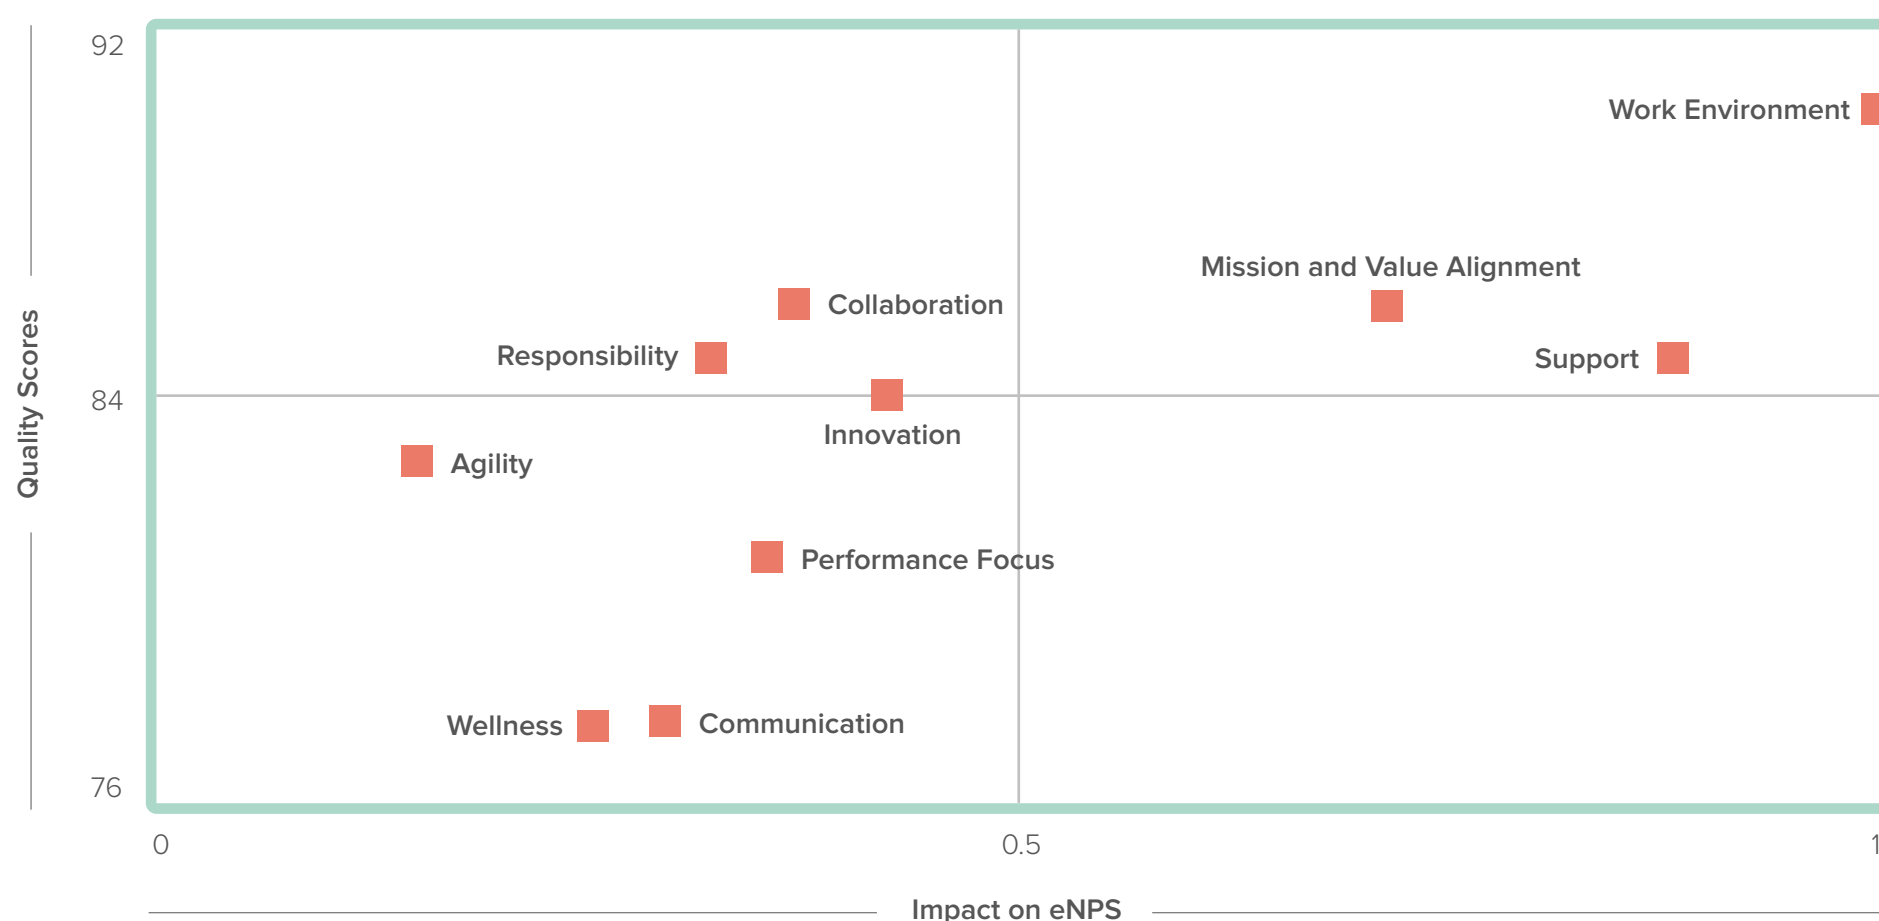 92
Work Environment
Mission and Value Alignment
Collaboration
Responsibility
Support
Quality Scores
84
Innovation
Agility
Performance Focus
Wellness
Communication
76
0
0.5
1
Impact on eNPS